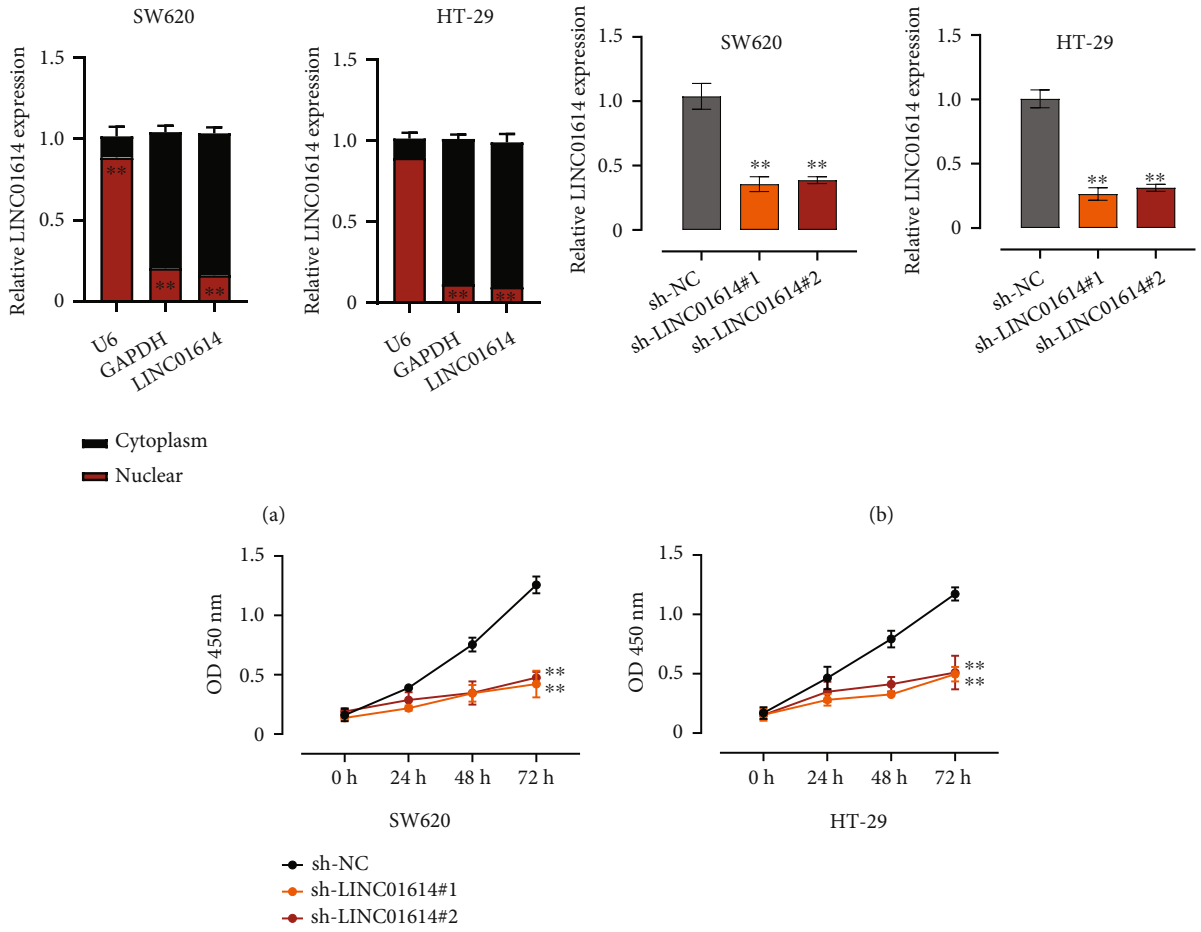 SW620
Relative LINC01614 expression
1.5
1.0
0.5
0
**
**
**
U6
GAPDH
LINC01614
HT-29
Relative LINC01614 expression
1.5
1.0
0.5
0
**
**
U6
GAPDH
LINC01614
Cytoplasm
Nuclear
(a)
SW620
Relative LINC01614 expression
1.5
1.0
0.5
0
**
**
sh-NC
sh-LINC01614#1
sh-LINC01614#2
HT-29
Relative LINC01614 expression
1.5
1.0
0.5
0
**
**
sh-NC
sh-LINC01614#1
sh-LINC01614#2
(b)
OD 450 nm
1.5
1.0
0.5
0
**
**
0 h
24 h
48 h
72 h
SW620
OD 450 nm
1.5
1.0
0.5
0
**
**
0 h
24 h
48 h
72 h
HT-29
sh-NC
sh-LINC01614#1
sh-LINC01614#2